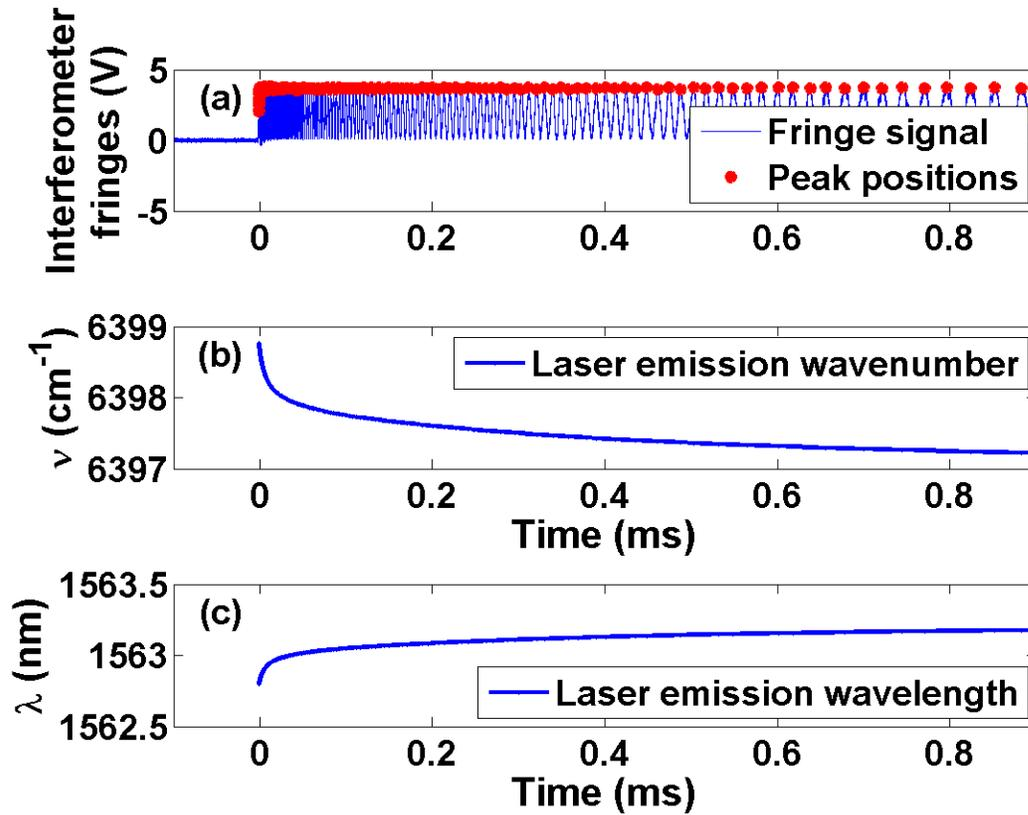 Interferometer
fringes (V)
5
0
-5
(a)
Fringe signal
Peak positions
0 0.2 0.4 0.6 0.8
ν (cm-1)
6399
6398
6397
(b)
Laser emission wavenumber
0 0.2 0.4 0.6 0.8
Time (ms)
λ (nm)
1563.5
1563
1562.5
(c)
Laser emission wavelength
0 0.2 0.4 0.6 0.8
Time (ms)